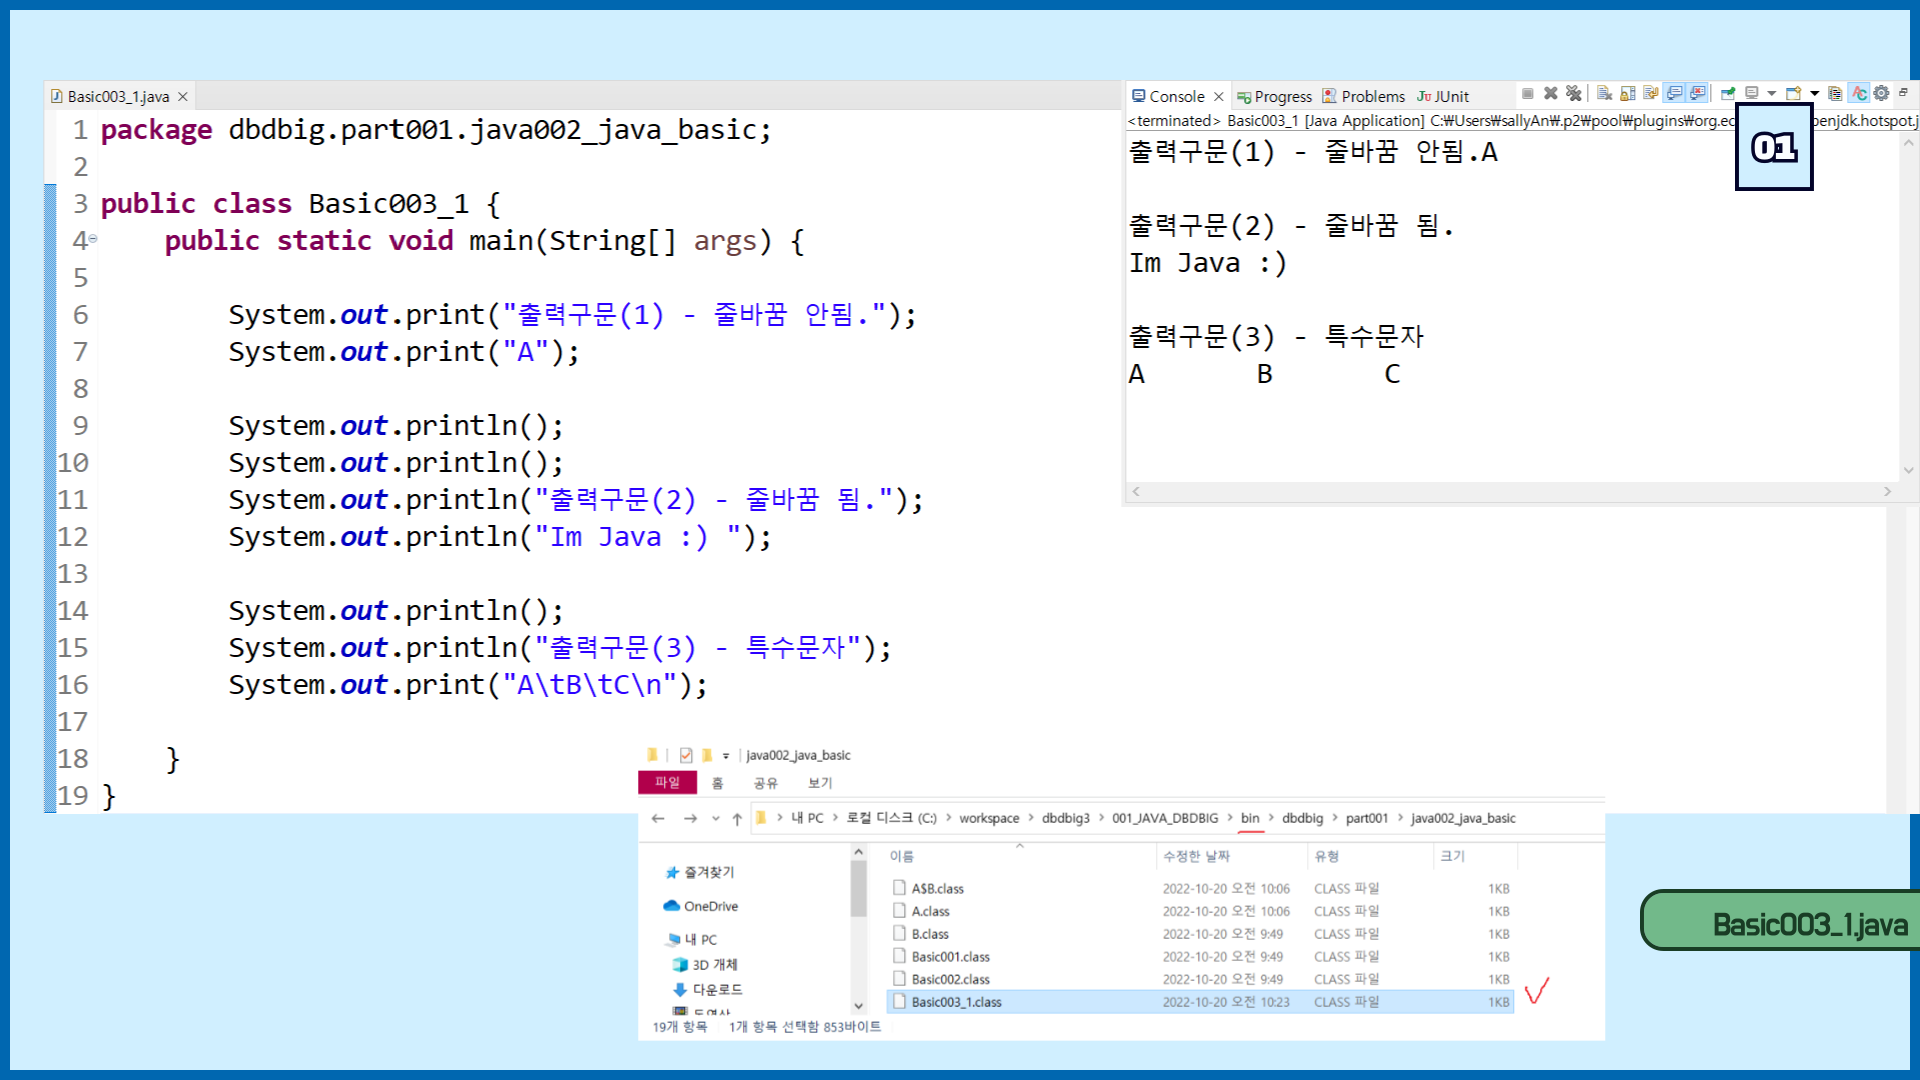 Basic003_1.java
1 package dbdbig.part001.java002_java_basic;
2
3 public class Basic003_1 {
4     public static void main(String[] args) {
5
6         System.out.print("출력구문(1) - 줄바꿈 안됨.");
7         System.out.print("A");
8
9         System.out.println();
10         System.out.println();
11         System.out.println("출력구문(2) - 줄바꿈 됨.");
12         System.out.println("Im Java :) ");
13
14         System.out.println();
15         System.out.println("출력구문(3) - 특수문자");
16         System.out.print("A\tB\tC\n");
17
18     }
19 }
Console Progress Problems JUnit
<terminated> Basic003_1 [Java Application] C:₩Users₩sallyAn₩.p2₩pool₩plugins₩org.ec penjdk.hotspot.j
01
출력구문(1) - 줄바꿈 안됨.A
출력구문(2) - 줄바꿈 됨.
Im Java :)
출력구문(3) - 특수문자
A B C
java002_java_basic
파일 홈 공유 보기
내 PC > 로컬 디스크 (C:) > workspace > dbdbig3 > 001_JAVA_DBDBIG > bin > dbdbig > part001 > java002_java_basic
이름 수정한 날짜 유형 크기
즐겨찾기
OneDrive
내 PC
3D 개체
다운로드
동영상
A$B.class 2022-10-20 오전 10:06 CLASS 파일 1KB
A.class 2022-10-20 오전 10:06 CLASS 파일 1KB
B.class 2022-10-20 오전 9:49 CLASS 파일 1KB
Basic001.class 2022-10-20 오전 9:49 CLASS 파일 1KB
Basic002.class 2022-10-20 오전 9:49 CLASS 파일 1KB
Basic003_1.class 2022-10-20 오전 10:23 CLASS 파일 1KB
19개 항목 1개 항목 선택함 853바이트
Basic003_1.java